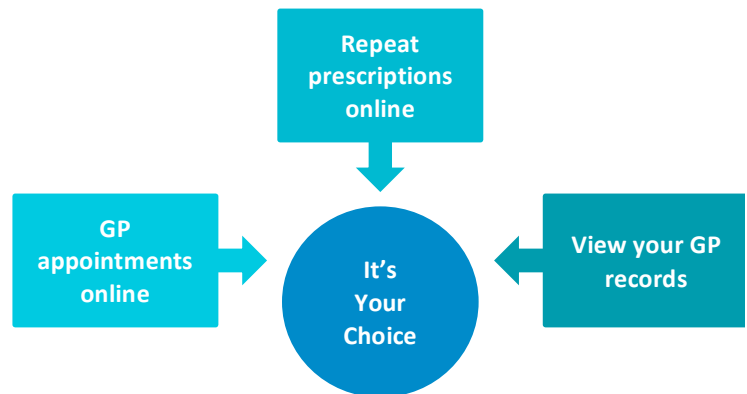 Repeat
prescriptions
online
GP
appointments
online
It’s
Your
Choice
View your GP
records